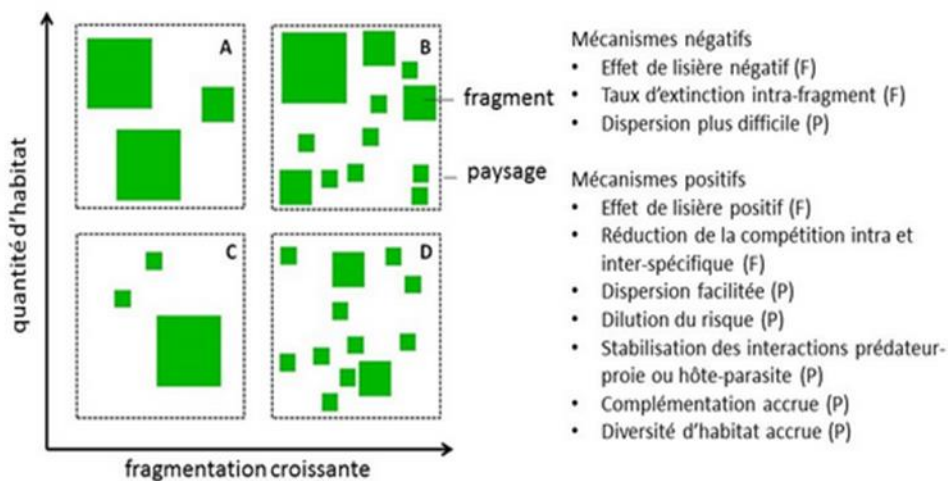 quantité d'habitat
A
B
C
D
fragment
paysage
fragmentation croissante
Mécanismes négatifs
• Effet de lisière négatif (F)
• Taux d'extinction intra-fragment (F)
• Dispersion plus difficile (P)
Mécanismes positifs
• Effet de lisière positif (F)
• Réduction de la compétition intra et
inter-spécifique (F)
• Dispersion facilitée (P)
• Dilution du risque (P)
• Stabilisation des interactions prédateur-
proie ou hôte-parasite (P)
• Complémentation accrue (P)
• Diversité d'habitat accrue (P)